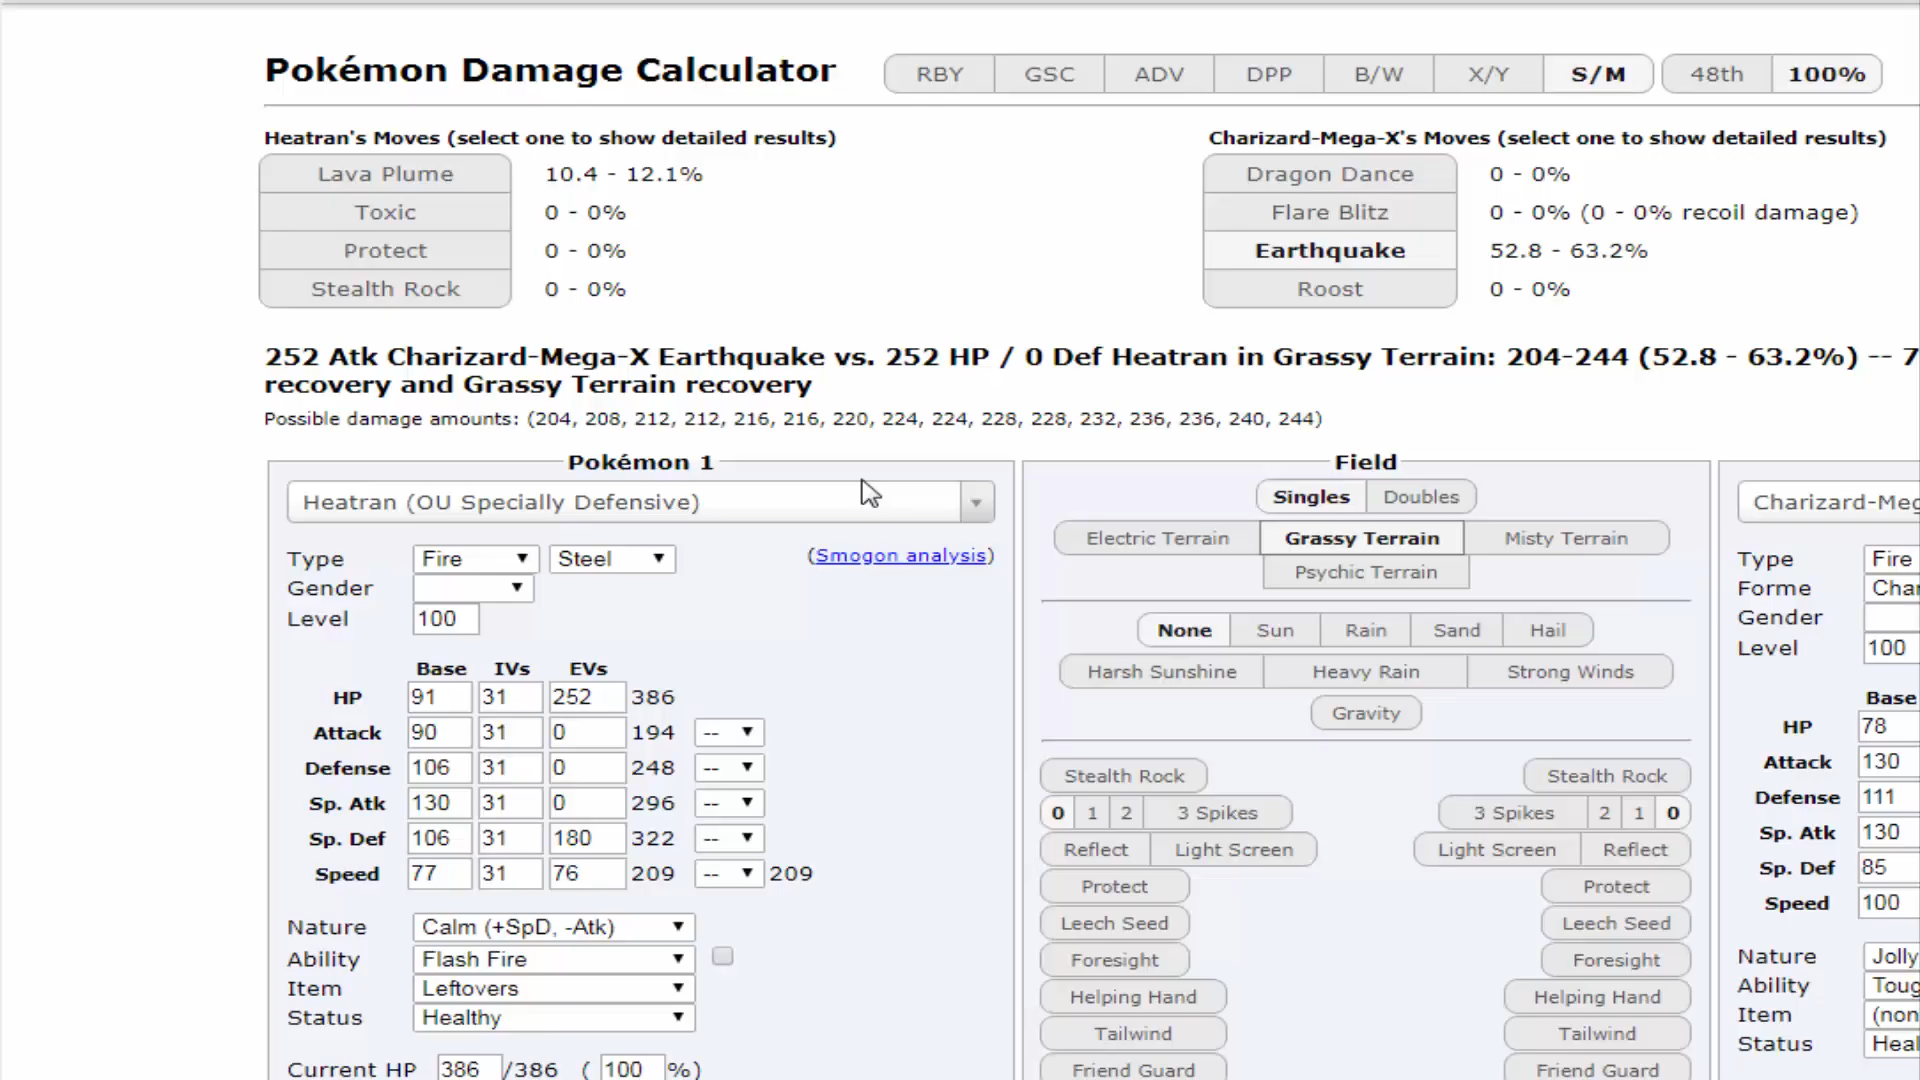 Pokémon Damage Calculator RBY GSC ADV DPP B/W X/Y S/M 48th 100%
Heatran's Moves (select one to show detailed results) Charizard-Mega-X's Moves (select one to show detailed results)
Lava Plume 10.4 - 12.1% Dragon Dance 0 - 0%
Toxic 0 - 0% Flare Blitz 0 - 0% (0 - 0% recoil damage)
Protect 0 - 0% Earthquake 52.8 - 63.2%
Stealth Rock 0 - 0% Roost 0 - 0%
252 Atk Charizard-Mega-X Earthquake vs. 252 HP / 0 Def Heatran in Grassy Terrain: 204-244 (52.8 - 63.2%) -- 7
recovery and Grassy Terrain recovery
Possible damage amounts: (204, 208, 212, 212, 216, 216, 220, 224, 224, 228, 228, 232, 236, 236, 240, 244)
Pokémon 1
Heatran (OU Specially Defensive)
Type Fire Steel (Smogon analysis)
Gender
Level 100
Base IVs EVs
HP 91 31 252 386
Attack 90 31 0 194 --
Defense 106 31 0 248 --
Sp. Atk 130 31 0 296 --
Sp. Def 106 31 180 322 --
Speed 77 31 76 209 -- 209
Nature Calm (+SpD, -Atk)
Ability Flash Fire
Item Leftovers
Status Healthy
Current HP 386 /386 ( 100 %)
Field
Singles Doubles
Electric Terrain Grassy Terrain Misty Terrain
Psychic Terrain
None Sun Rain Sand Hail
Harsh Sunshine Heavy Rain Strong Winds
Gravity
Stealth Rock Stealth Rock
0 1 2 3 Spikes 3 Spikes 2 1 0
Reflect Light Screen Light Screen Reflect
Protect Protect
Leech Seed Leech Seed
Foresight Foresight
Helping Hand Helping Hand
Tailwind Tailwind
Friend Guard Friend Guard
Charizard-Meg
Type Fire
Forme Char
Gender
Level 100
Base
HP 78
Attack 130
Defense 111
Sp. Atk 130
Sp. Def 85
Speed 100
Nature Jolly
Ability Toug
Item (non
Status Heal